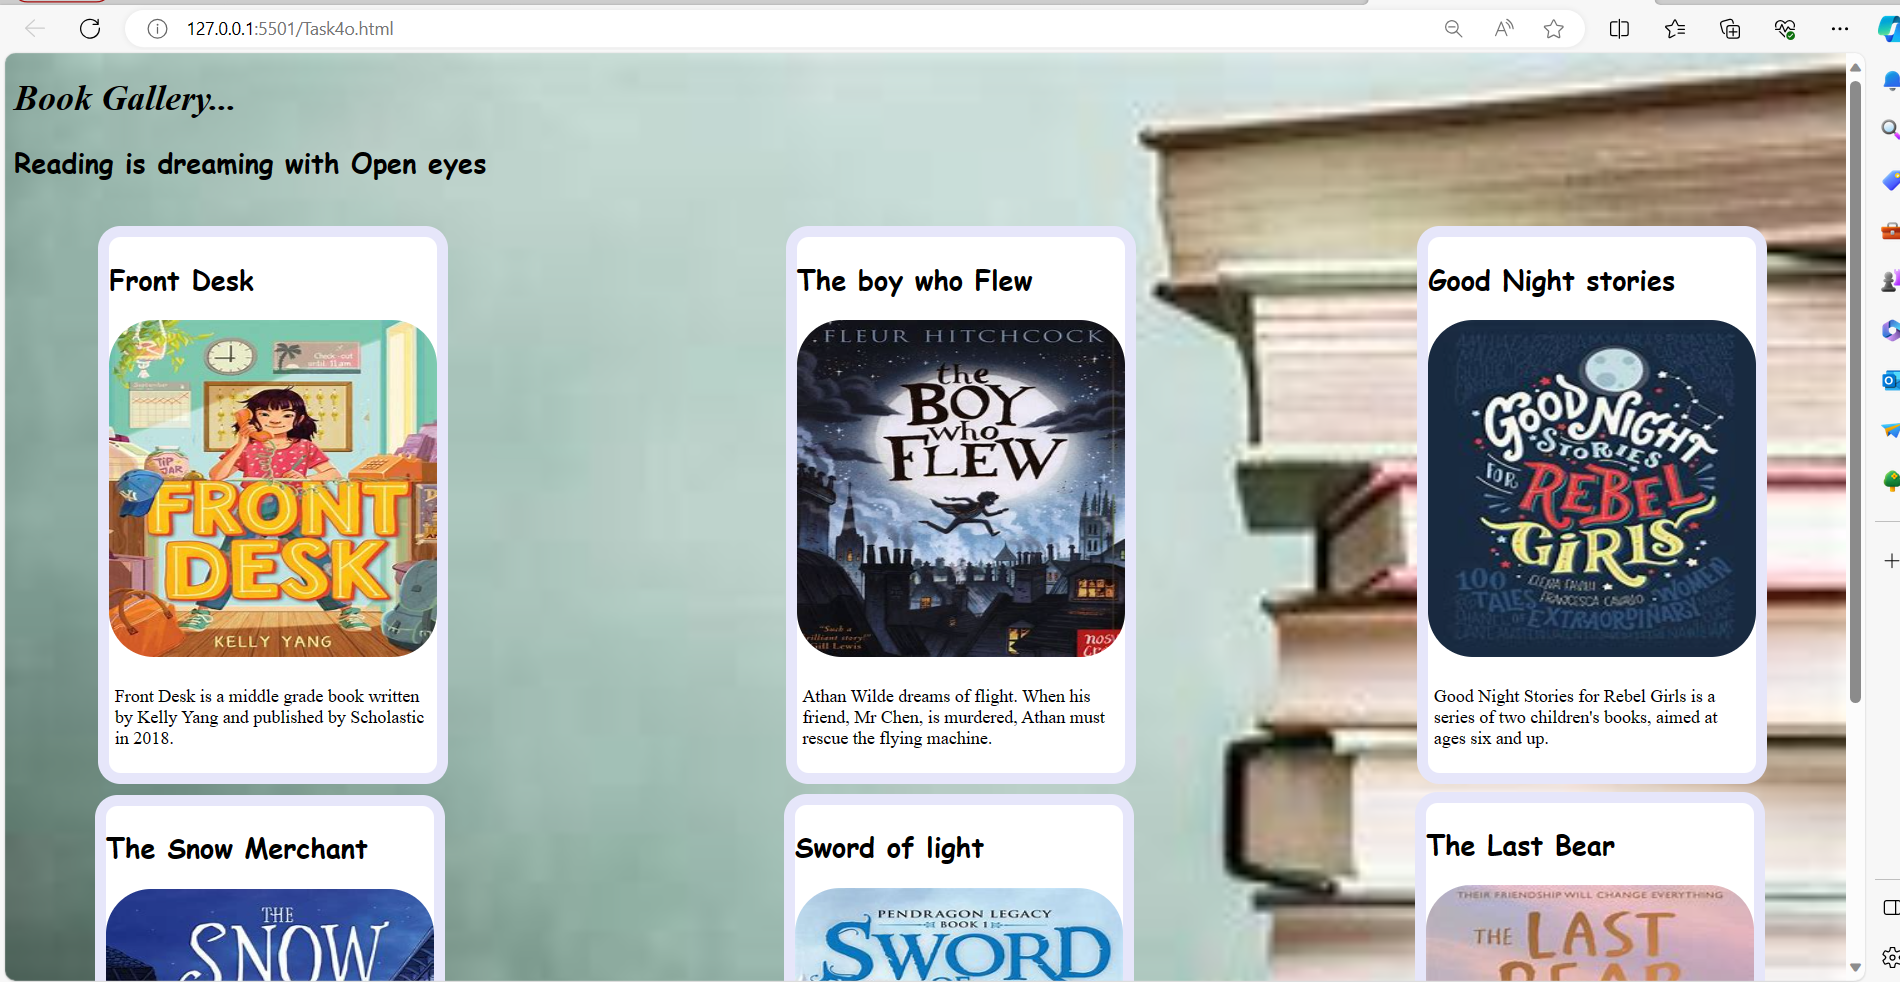 127.0.0.1:5501/Task4o.html
Book Gallery...
Reading is dreaming with Open eyes
Front Desk
September
Check-out
until 11 am
TIP
JAR
FRONT
DESK
KELLY YANG
Front Desk is a middle grade book written
by Kelly Yang and published by Scholastic
in 2018.
The boy who Flew
FLEUR HITCHCOCK
the
BOY
who
FLEW
"Such a
brilliant story!"
Gill Lewis
nosy
Athan Wilde dreams of flight. When his
friend, Mr Chen, is murdered, Athan must
rescue the flying machine.
Good Night stories
GOOD NIGHT
STORIES
FOR REBEL
GIRLS
100
TALES OF EXTRAORDINARY WOMEN
ELENA FAVILLI
FRANCESCA CAVALLO
Good Night Stories for Rebel Girls is a
series of two children's books, aimed at
ages six and up.
The Snow Merchant
THE
SNOW
Sword of light
PENDRAGON LEGACY
BOOK 1
SWORD
OF
The Last Bear
THEIR FRIENDSHIP WILL CHANGE EVERYTHING
THE LAST
BEAR